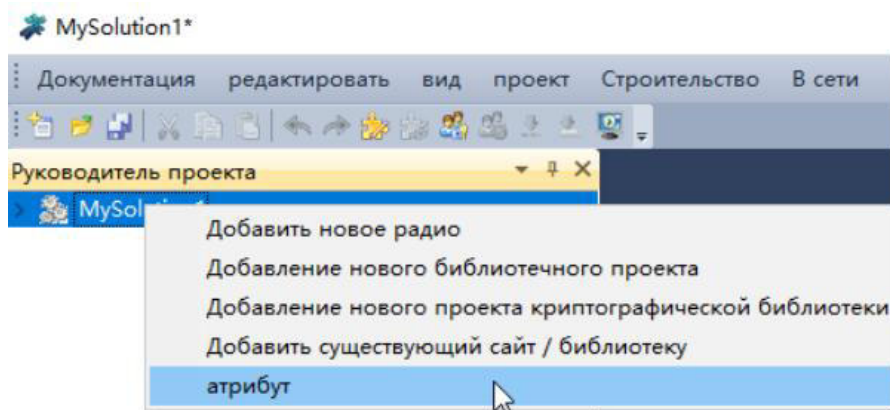 MySolution1*
Документация редактировать вид проект Строительство В сети
Руководитель проекта
Добавить новое радио
Добавление нового библиотечного проекта
Добавление нового проекта криптографической библиотеки
Добавить существующий сайт / библиотеку
атрибут